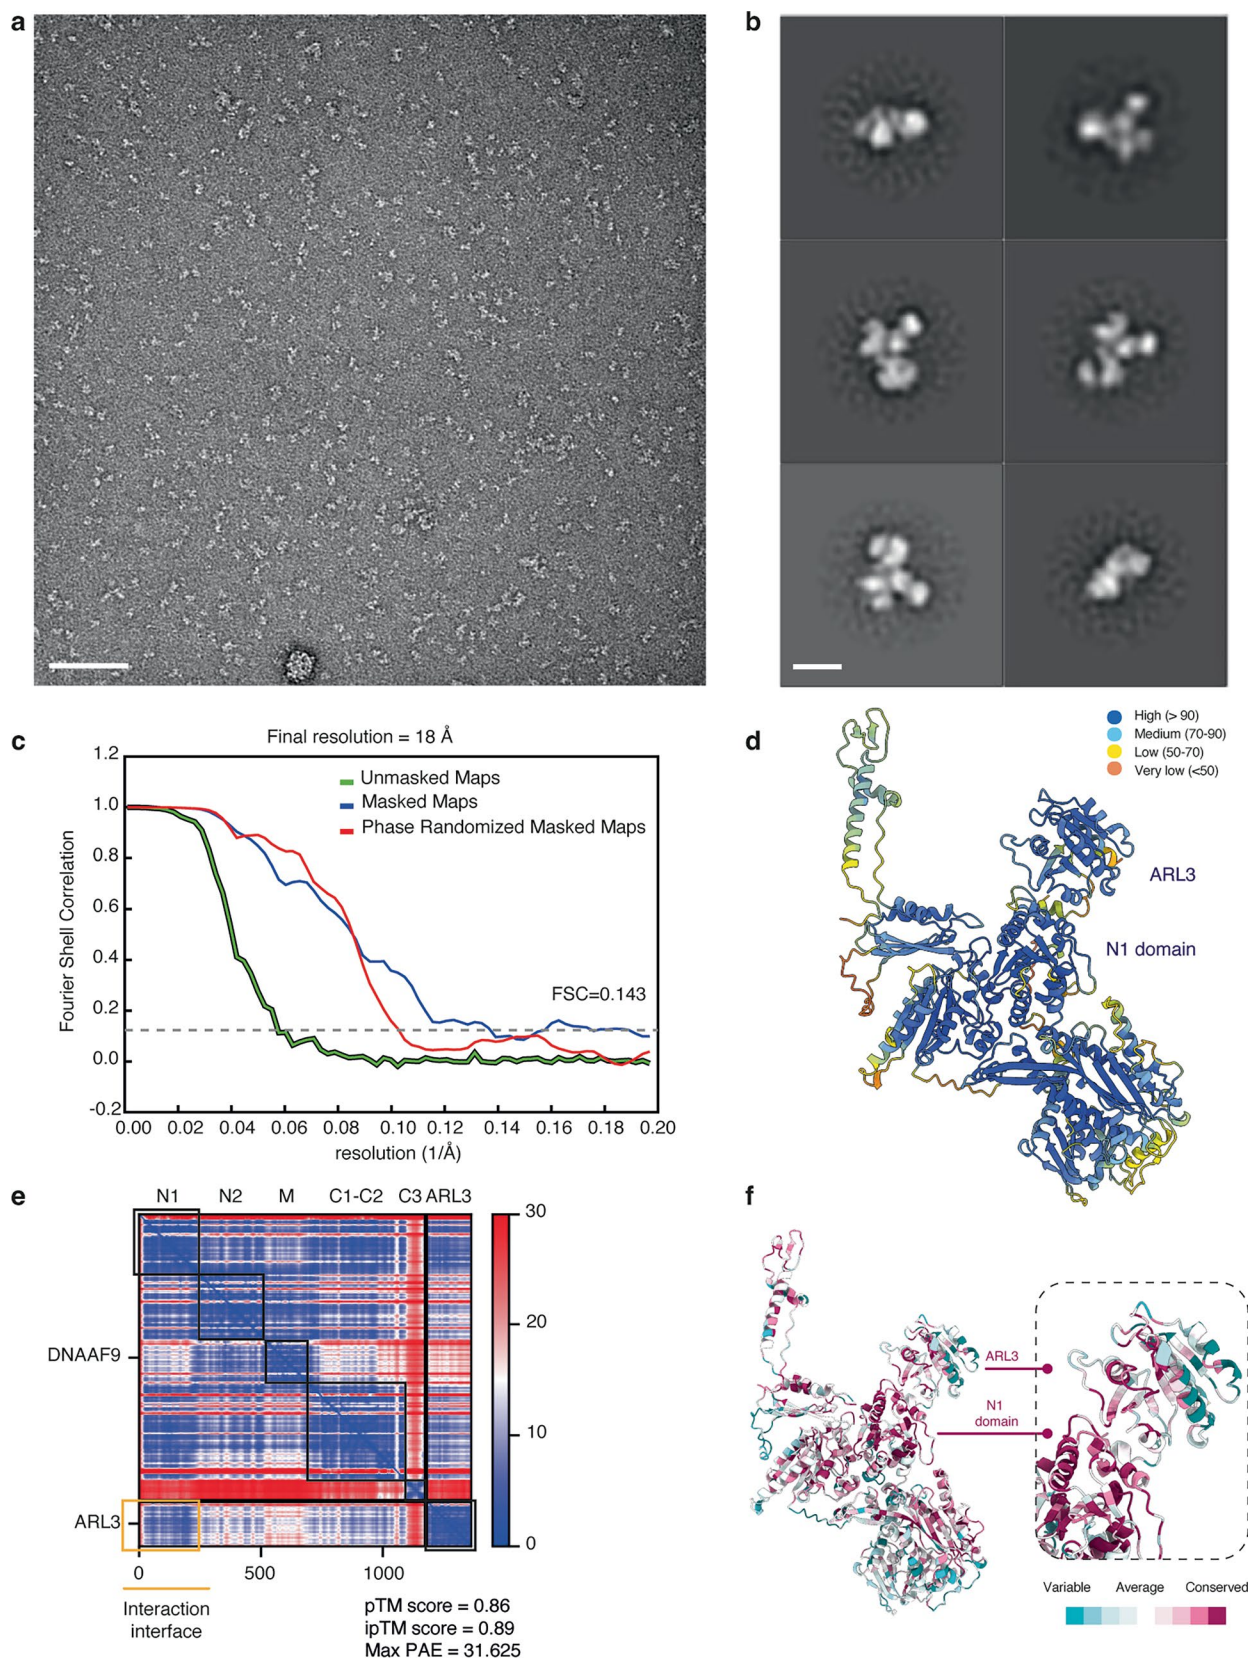 a
b
c
Final resolution = 18 Å
Unmasked Maps
Masked Maps
Phase Randomized Masked Maps
FSC=0.143
Fourier Shell Correlation
1.2
1.0
0.8
0.6
0.4
0.2
0.0
-0.2
0.00 0.02 0.04 0.06 0.08 0.10 0.12 0.14 0.16 0.18 0.20
resolution (1/Å)
d
High (> 90)
Medium (70-90)
Low (50-70)
Very low (<50)
ARL3
N1 domain
e
N1 N2 M C1-C2 C3 ARL3
DNAAF9
ARL3
30
20
10
0
0 500 1000
Interaction
interface
pTM score = 0.86
ipTM score = 0.89
Max PAE = 31.625
f
ARL3
N1
domain
Variable Average Conserved